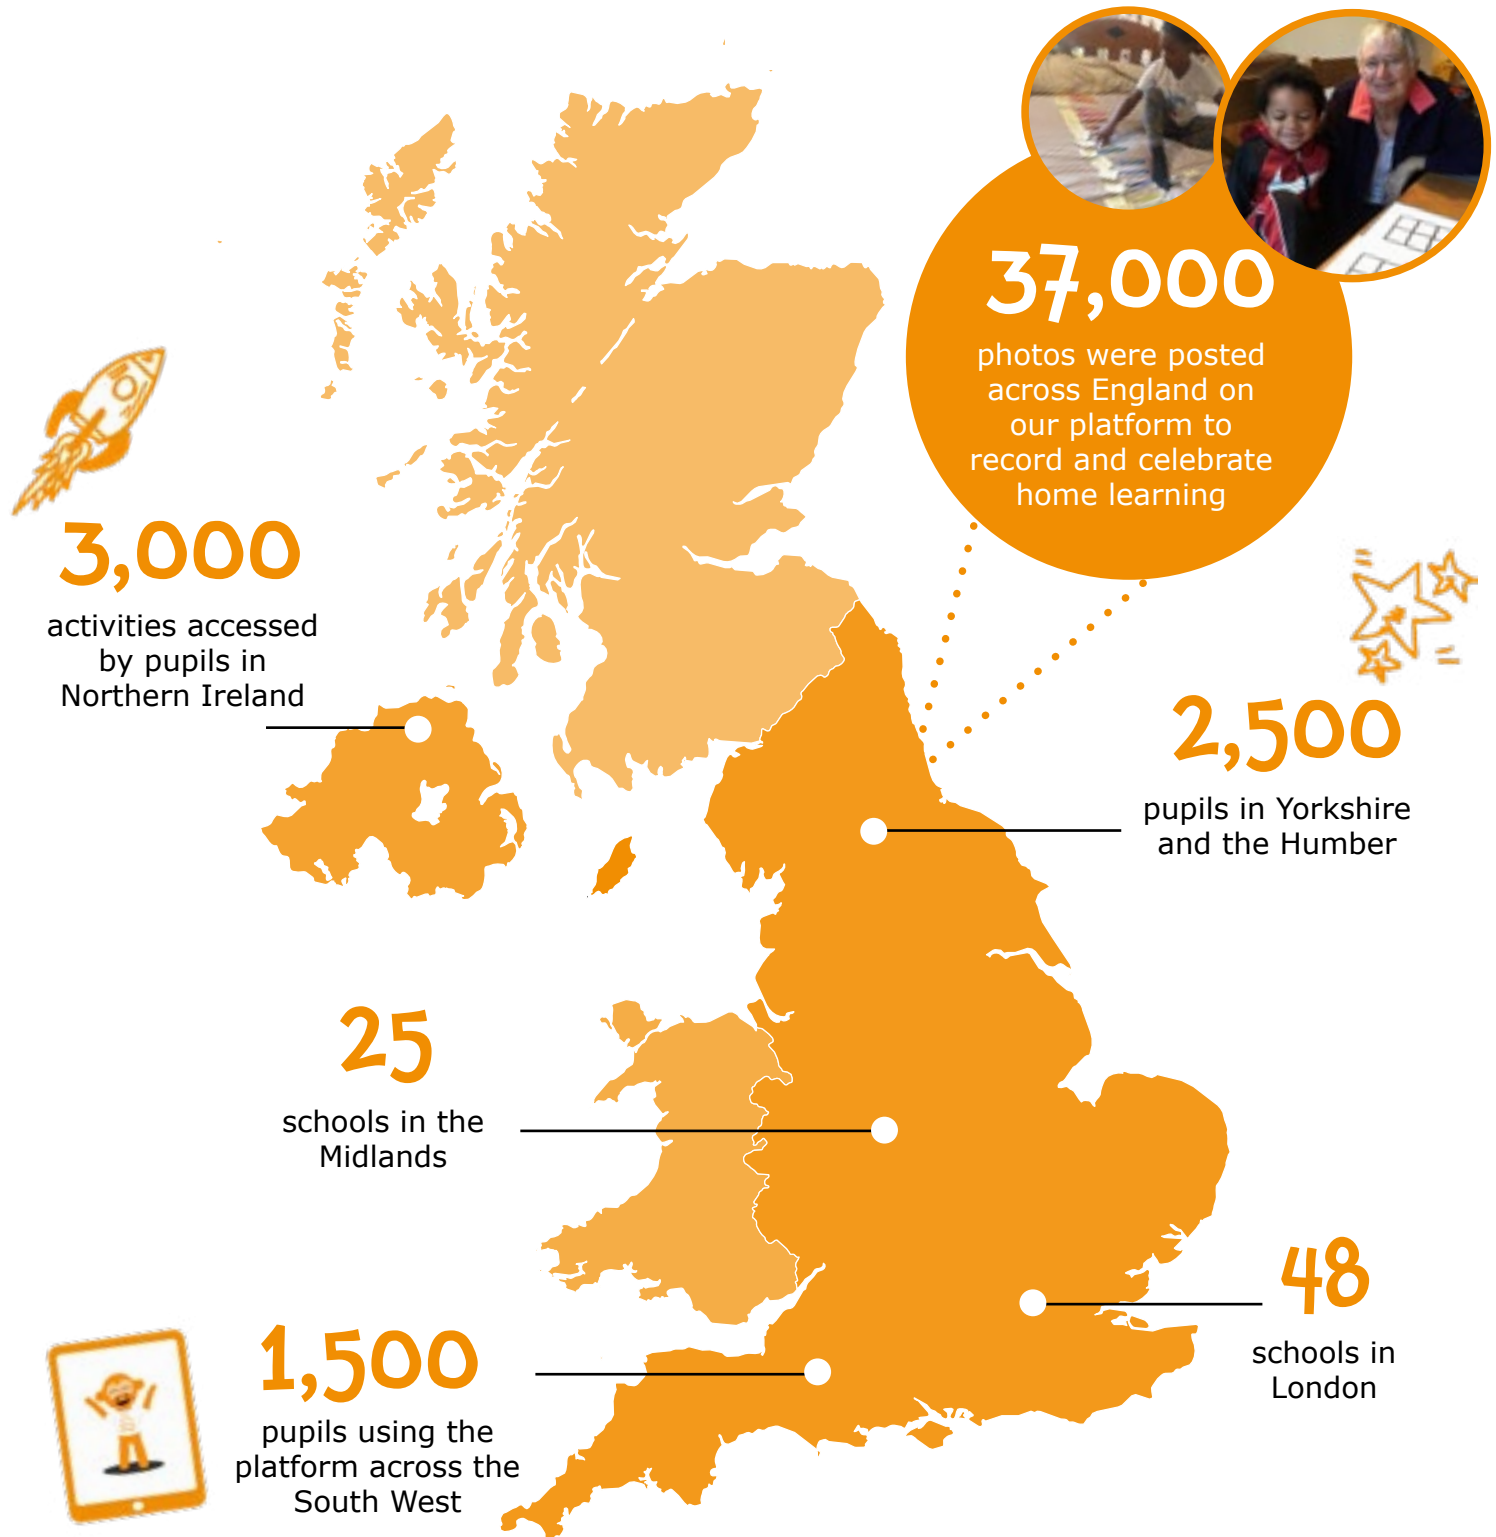 37,000
photos were posted
across England on
our platform to
record and celebrate
home learning
3,000
activities accessed
by pupils in
Northern Ireland
2,500
pupils in Yorkshire
and the Humber
25
schools in the
Midlands
48
schools in
London
1,500
pupils using the
platform across the
South West